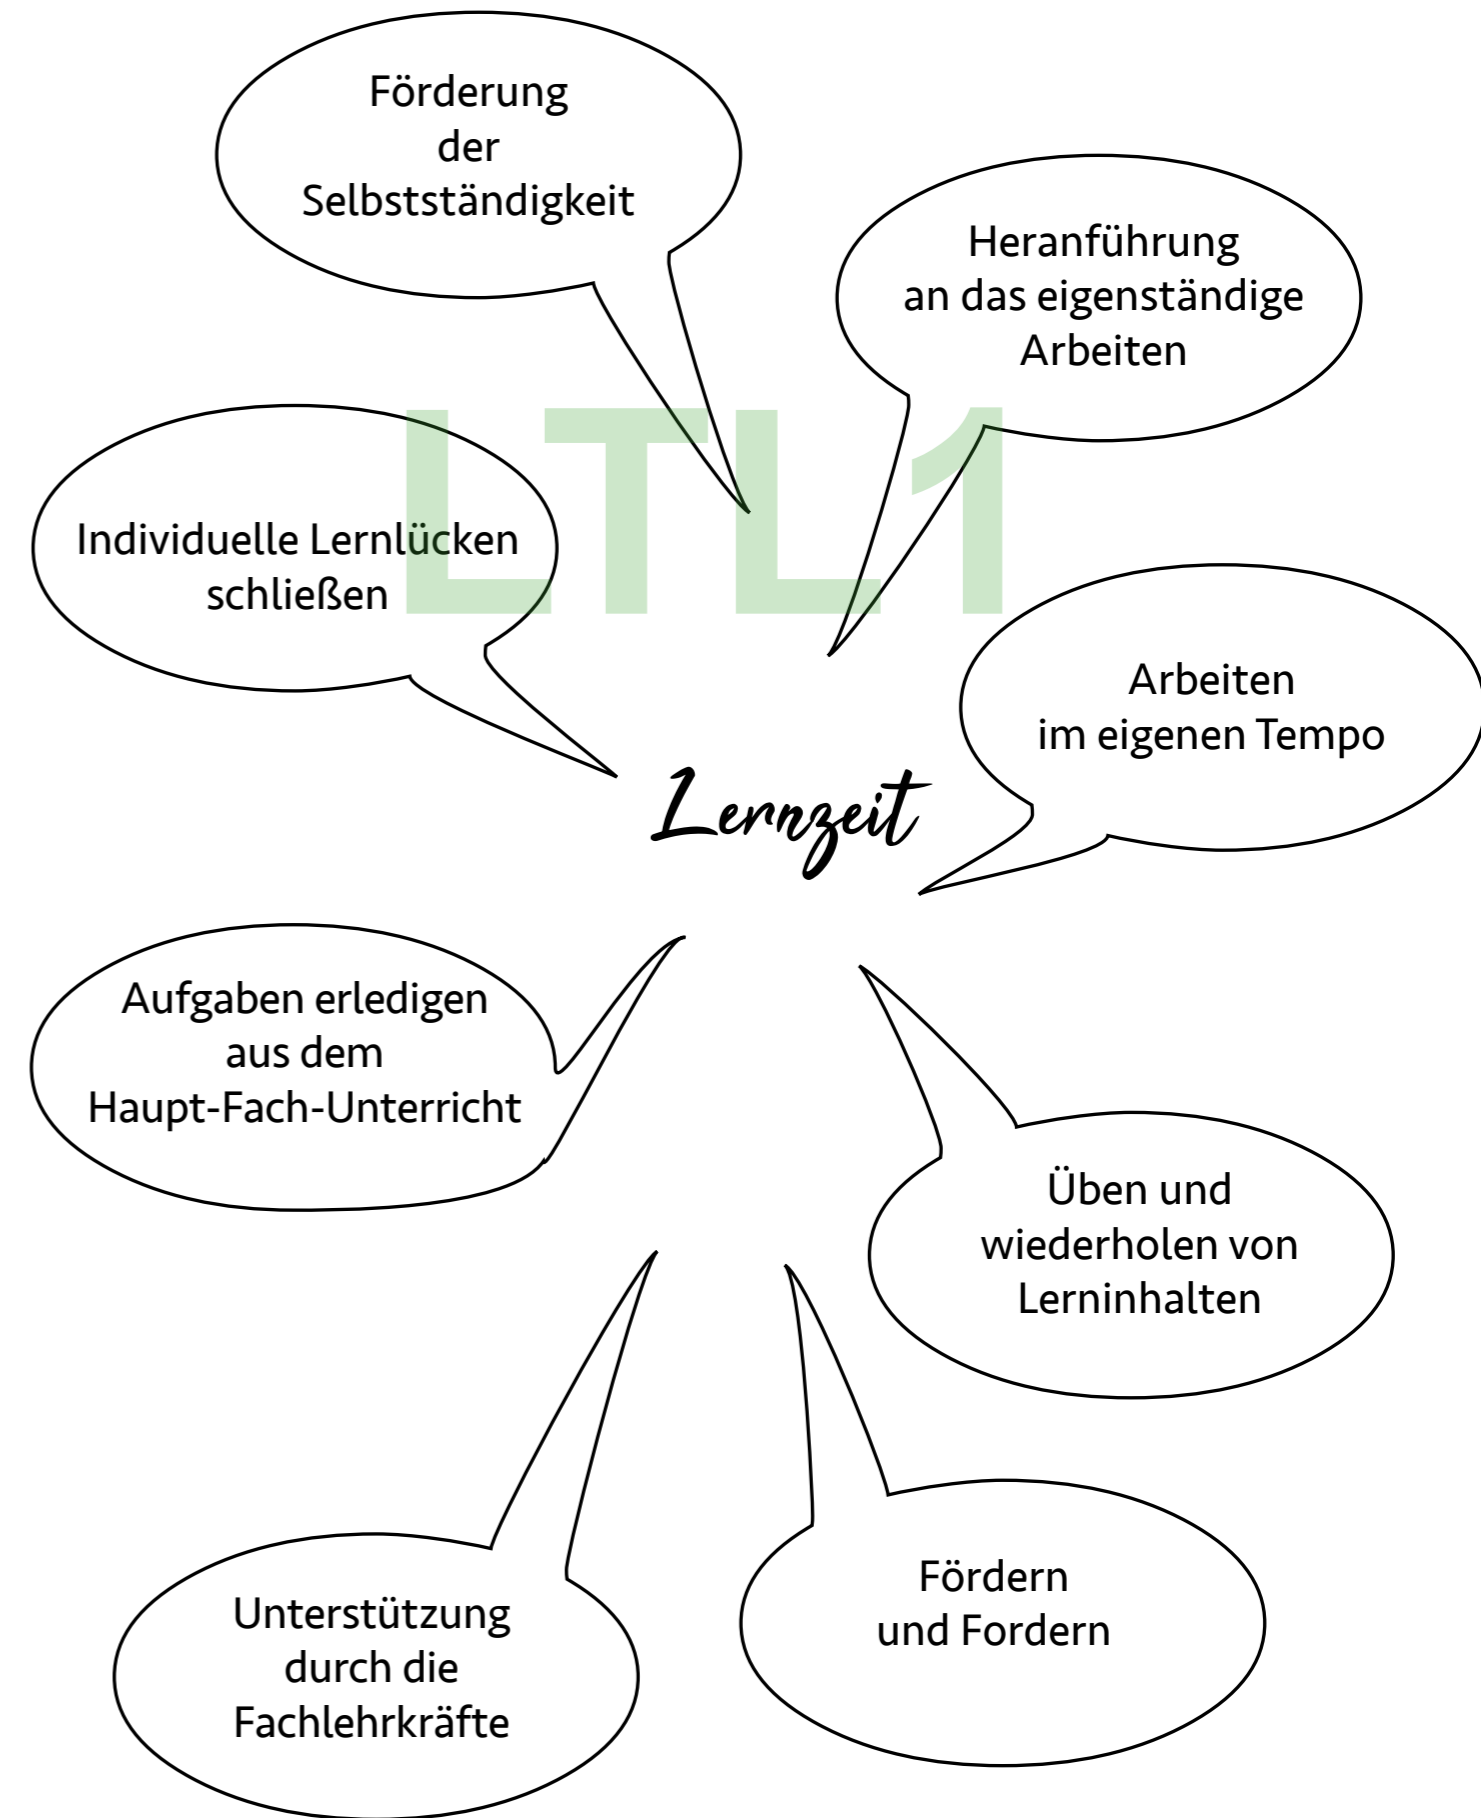 Förderung
der
Selbstständigkeit
Heranführung
an das eigenständige
Arbeiten
LTL1
Individuelle Lernlücken
schließen
Arbeiten
im eigenen Tempo
Lernzeit
Aufgaben erledigen
aus dem
Haupt-Fach-Unterricht
Üben und
wiederholen von
Lerninhalten
Fördern
und Fordern
Unterstützung
durch die
Fachlehrkräfte